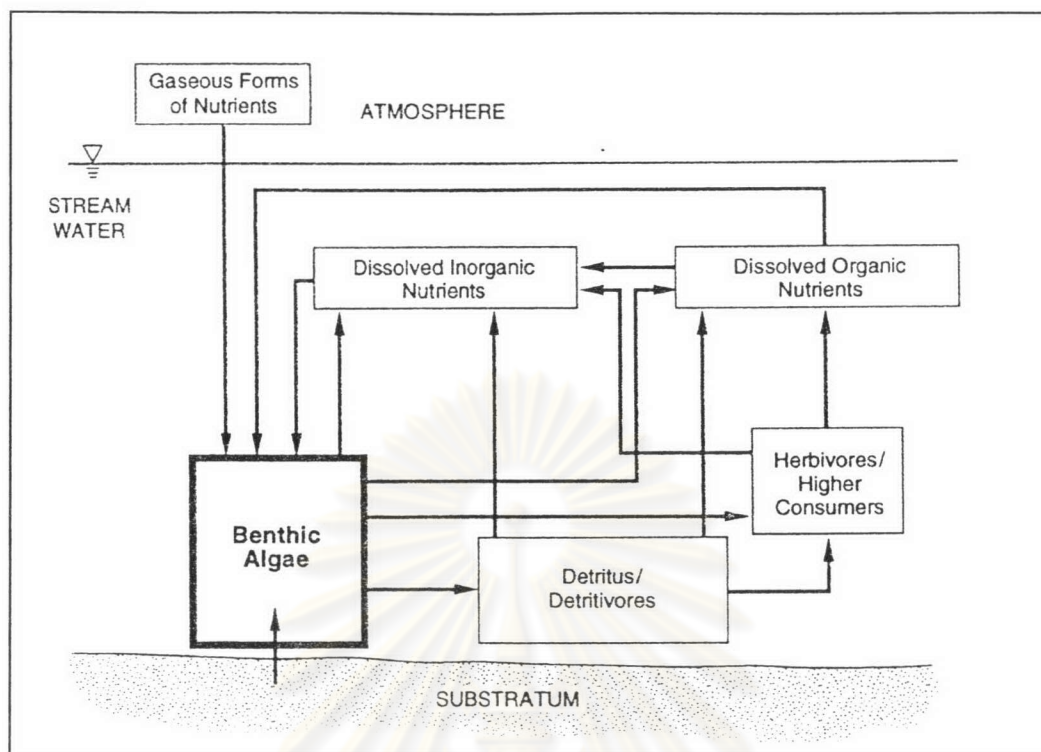 Gaseous Forms
of Nutrients
ATMOSPHERE
STREAM
WATER
Dissolved Inorganic
Nutrients
Dissolved Organic
Nutrients
Herbivores/
Higher
Consumers
Benthic
Algae
Detritus/
Detritivores
SUBSTRATUM